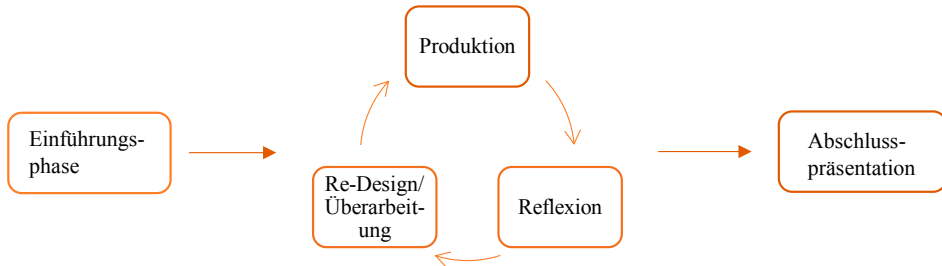 Produktion
Einführungs-
phase
Re-Design/
Überarbeit-
ung
Reflexion
Abschluss-
präsentation